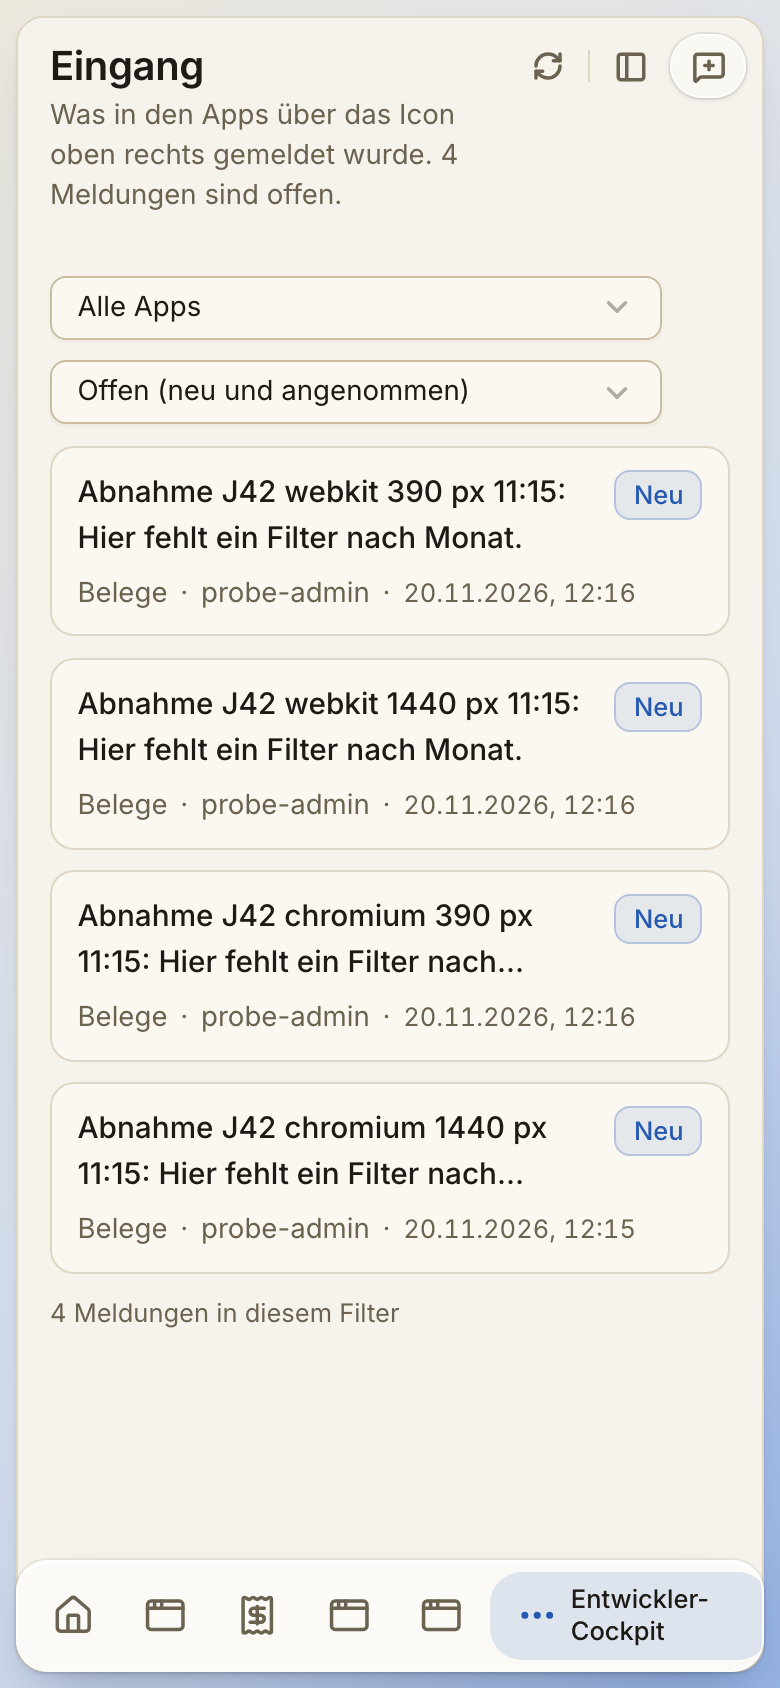 Eingang
Was in den Apps über das Icon
oben rechts gemeldet wurde. 4
Meldungen sind offen.
Alle Apps
Offen (neu und angenommen)
Abnahme J42 webkit 390 px 11:15:
Hier fehlt ein Filter nach Monat.
Neu
Belege · probe-admin · 20.11.2026, 12:16
Abnahme J42 webkit 1440 px 11:15:
Hier fehlt ein Filter nach Monat.
Neu
Belege · probe-admin · 20.11.2026, 12:16
Abnahme J42 chromium 390 px
11:15: Hier fehlt ein Filter nach...
Neu
Belege · probe-admin · 20.11.2026, 12:16
Abnahme J42 chromium 1440 px
11:15: Hier fehlt ein Filter nach...
Neu
Belege · probe-admin · 20.11.2026, 12:15
4 Meldungen in diesem Filter
Entwickler-
Cockpit